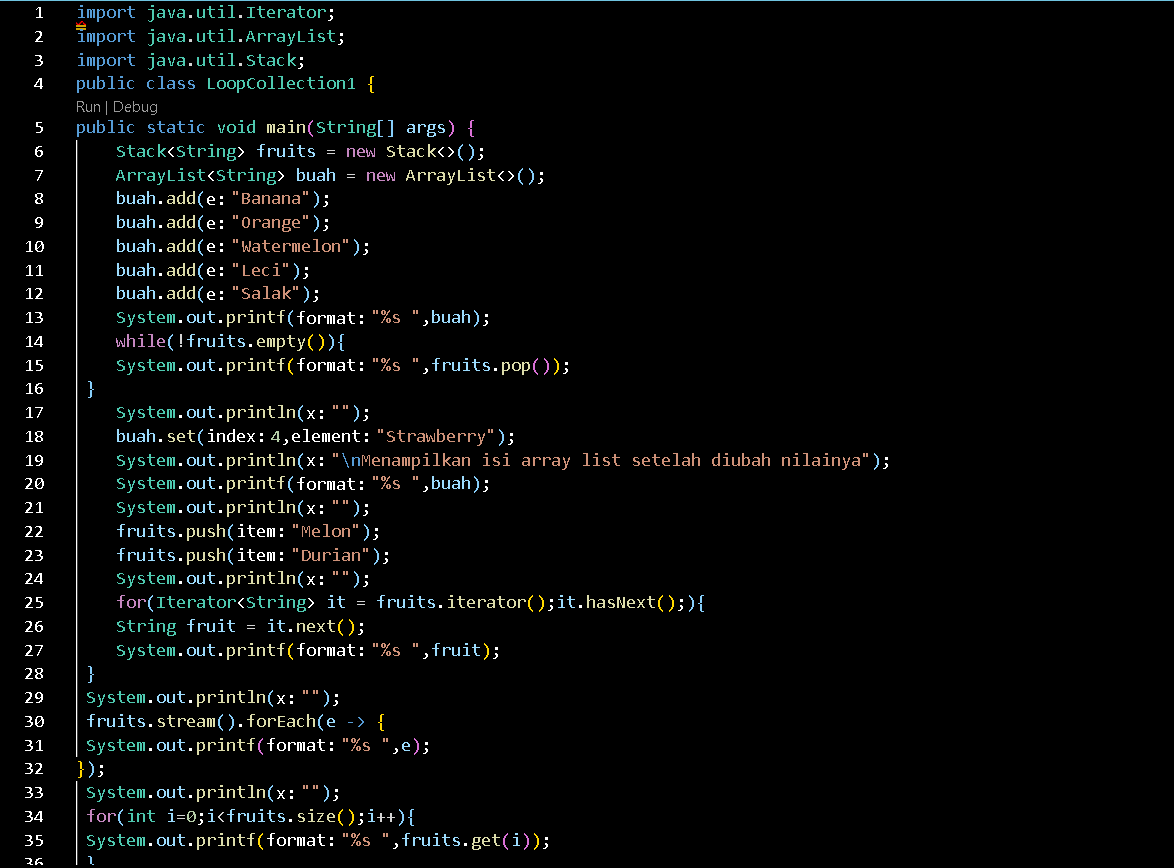 1 import java.util.Iterator;
2 import java.util.ArrayList;
3 import java.util.Stack;
4 public class LoopCollection1 {
Run | Debug
5 public static void main(String[] args) {
6 Stack<String> fruits = new Stack<>();
7 ArrayList<String> buah = new ArrayList<>();
8 buah.add(e:"Banana");
9 buah.add(e:"Orange");
10 buah.add(e:"Watermelon");
11 buah.add(e:"Leci");
12 buah.add(e:"Salak");
13 System.out.printf(format:"%s ",buah);
14 while(!fruits.empty()){
15 System.out.printf(format:"%s ",fruits.pop());
16 }
17 System.out.println(x:"");
18 buah.set(index:4,element:"Strawberry");
19 System.out.println(x:"\nMenampilkan isi array list setelah diubah nilainya");
20 System.out.printf(format:"%s ",buah);
21 System.out.println(x:"");
22 fruits.push(item:"Melon");
23 fruits.push(item:"Durian");
24 System.out.println(x:"");
25 for(Iterator<String> it = fruits.iterator();it.hasNext();){
26 String fruit = it.next();
27 System.out.printf(format:"%s ",fruit);
28 }
29 System.out.println(x:"");
30 fruits.stream().forEach(e -> {
31 System.out.printf(format:"%s ",e);
32 });
33 System.out.println(x:"");
34 for(int i=0;i<fruits.size();i++){
35 System.out.printf(format:"%s ",fruits.get(i));
36 }